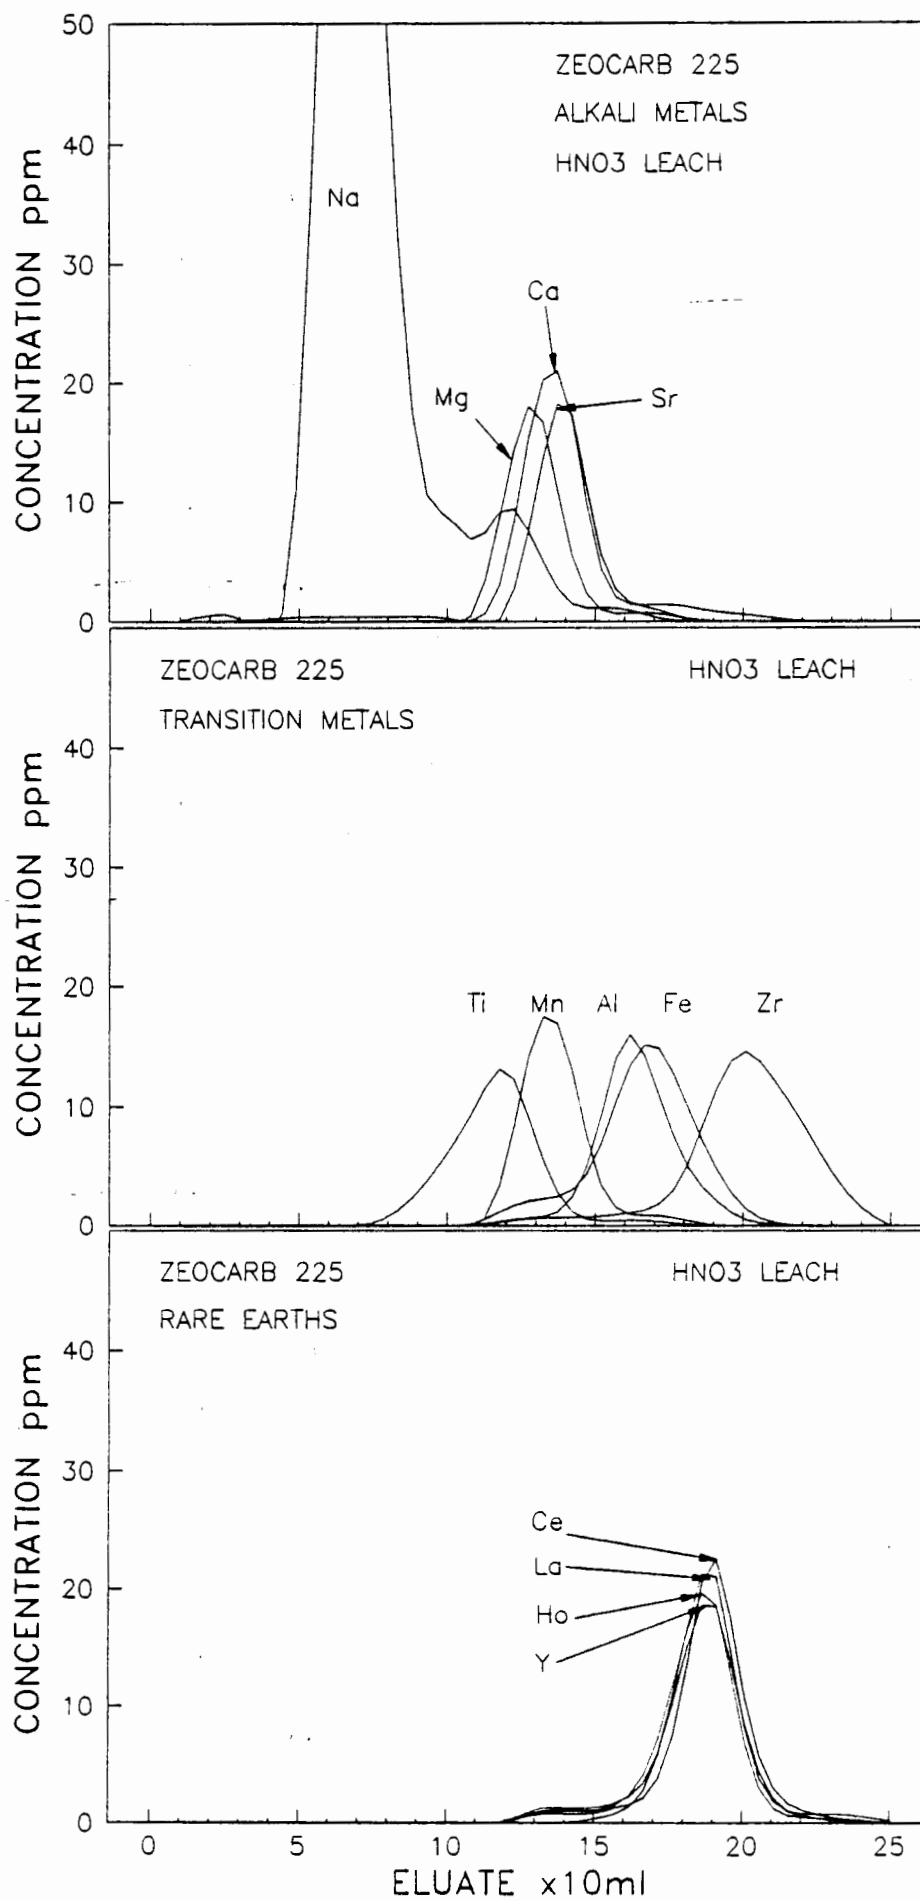 50
ZEOCARB 225
ALKALI METALS
HNO3 LEACH
40
Na
30
Ca
20
Mg
Sr
10
0
CONCENTRATION ppm
ZEOCARB 225
HNO3 LEACH
TRANSITION METALS
40
30
20
Ti Mn Al Fe Zr
10
0
CONCENTRATION ppm
ZEOCARB 225
HNO3 LEACH
RARE EARTHS
40
30
Ce
La
20
Ho
Y
10
0
CONCENTRATION ppm
0 5 10 15 20 25
ELUATE x10ml